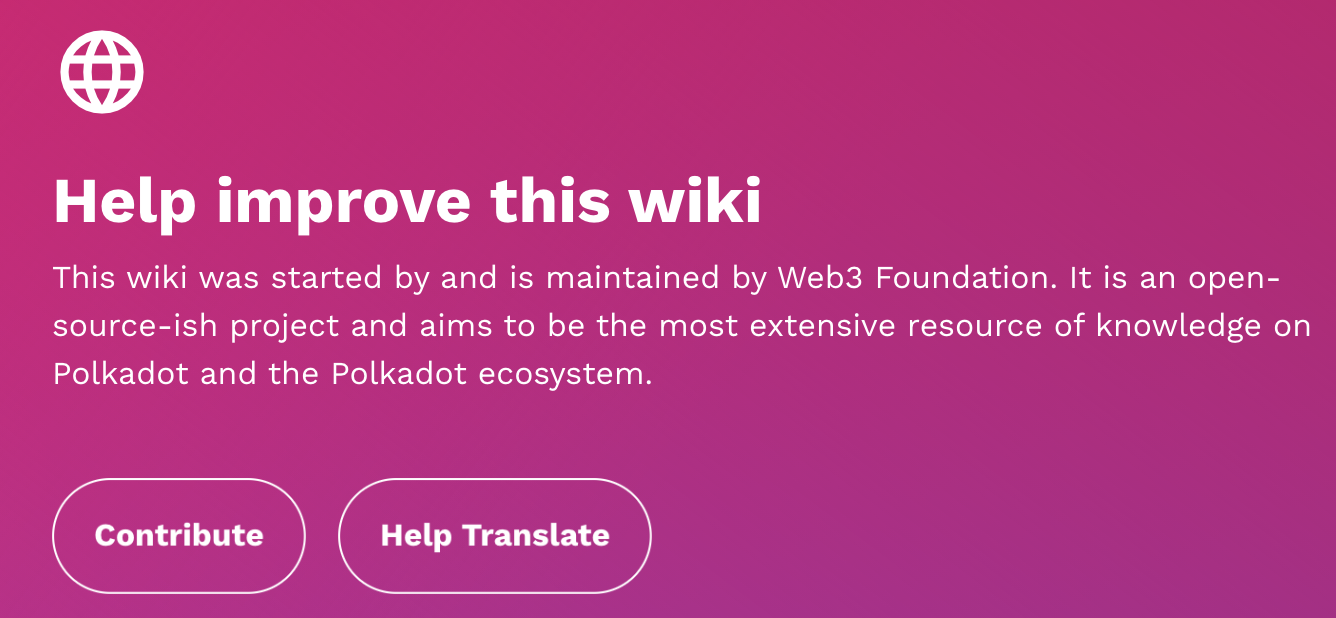 Help improve this wiki
This wiki was started by and is maintained by Web3 Foundation. It is an open-
source-ish project and aims to be the most extensive resource of knowledge on
Polkadot and the Polkadot ecosystem.
Contribute
Help Translate